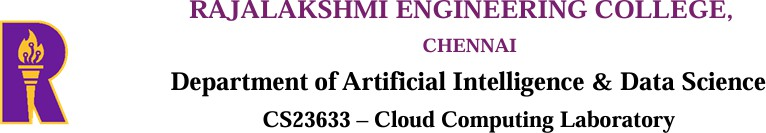 RAJALAKSHMI ENGINEERING COLLEGE,
CHENNAI
Department of Artificial Intelligence & Data Science
CS23633 – Cloud Computing Laboratory